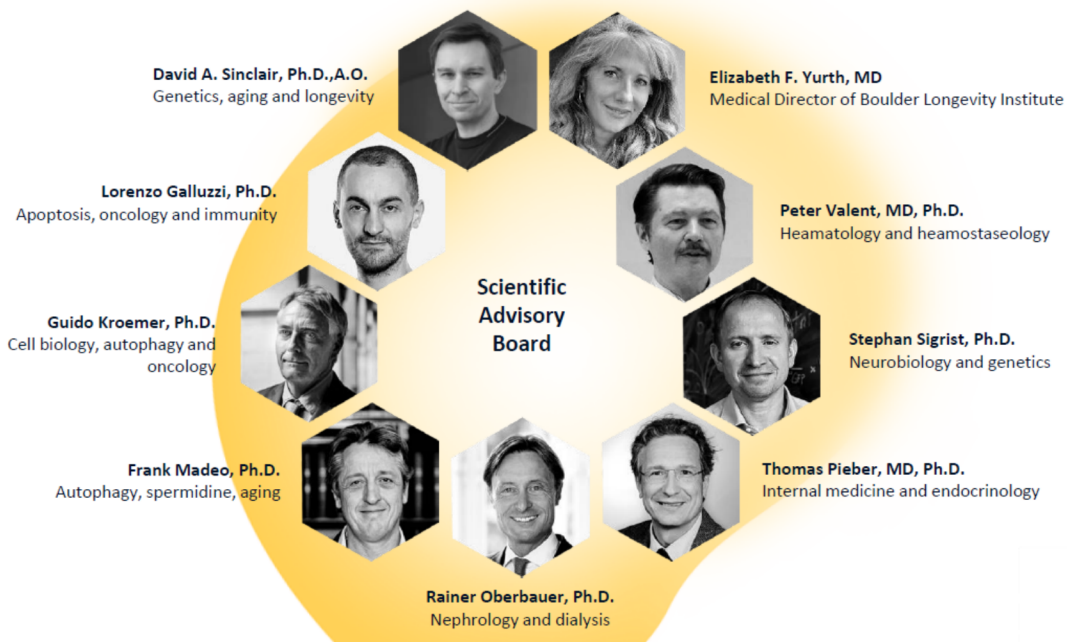 David A. Sinclair, Ph.D.,A.O.
Genetics, aging and longevity
Elizabeth F. Yurth, MD
Medical Director of Boulder Longevity Institute
Lorenzo Galluzzi, Ph.D.
Apoptosis, oncology and immunity
Peter Valent, MD, Ph.D.
Heamatology and heamostaseology
Scientific
Advisory
Board
Guido Kroemer, Ph.D.
Cell biology, autophagy and
oncology
Stephan Sigrist, Ph.D.
Neurobiology and genetics
Frank Madeo, Ph.D.
Autophagy, spermidine, aging
Thomas Pieber, MD, Ph.D.
Internal medicine and endocrinology
Rainer Oberbauer, Ph.D.
Nephrology and dialysis